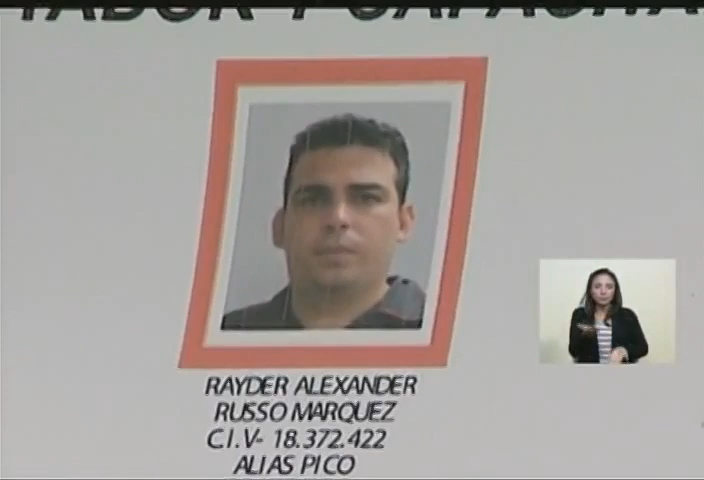 RAYDER ALEXANDER
RUSSO MARQUEZ
C.I.V- 18.372.422
ALIAS PICO